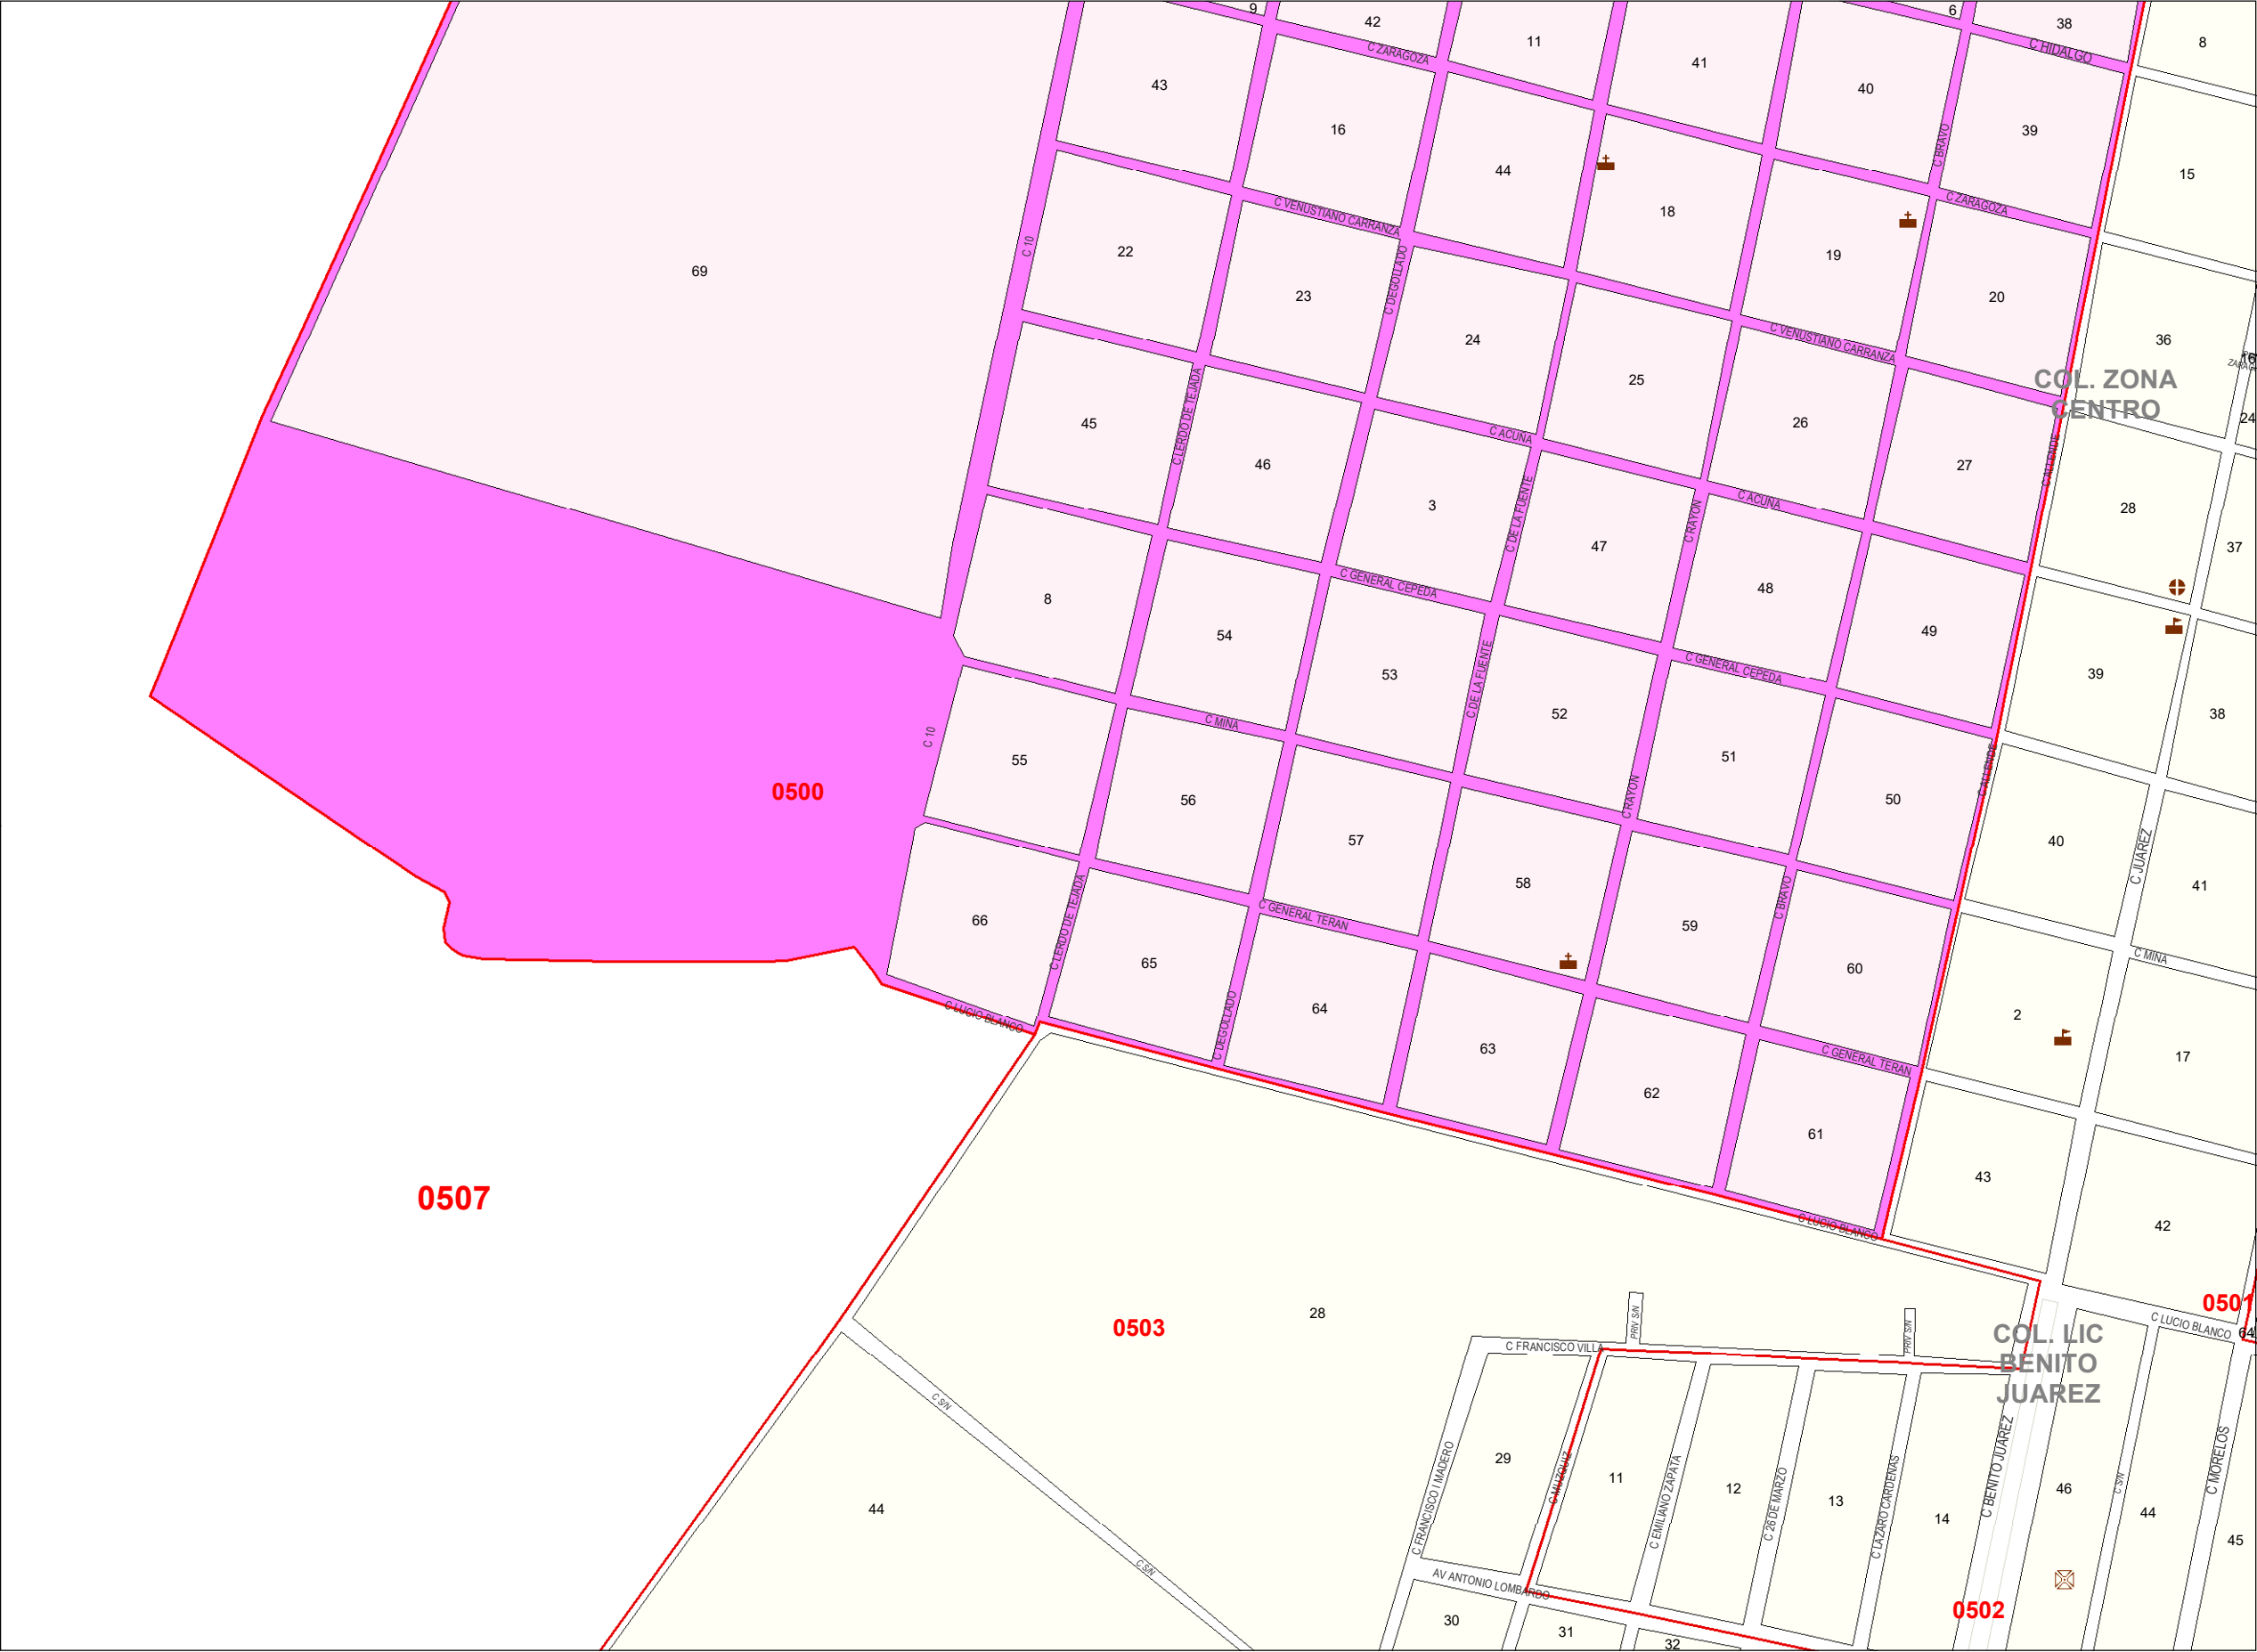 9
42
6
38
C HIDALGO
8
C ZARAGOZA
11
41
40
43
16
39
C BRAVO
44
15
18
C VENUSTIANO CARRANZA
C ZARAGOZA
C 10
22
19
23
C DEGOLLADO
20
24
C VENUSTIANO CARRANZA
36
16
COL. ZONA
CENTRO
25
45
C LERDO DE TEJADA
26
24
C ACUÑA
46
27
C ALLENDE
3
C DE LA FUENTE
C ACUÑA
28
C RAYON
47
37
C GENERAL CEPEDA
48
8
49
54
C DE LA FUENTE
C GENERAL CEPEDA
53
39
69
52
38
C MINA
C 10
55
51
C ALLENDE
0500
56
C RAYON
50
57
40
C JUAREZ
41
58
C BRAVO
66
C LERDO DE TEJADA
C GENERAL TERAN
59
65
60
C MINA
64
2
C DEGOLLADO
C LUCIO BLANCO
63
C GENERAL TERAN
17
62
61
43
0507
C LUCIO BLANCO
42
0501
28
0503
PRIV S/N
PRIV S/N
C LUCIO BLANCO
64
COL. LIC
BENITO
JUAREZ
C FRANCISCO VILLA
C S/N
29
C MUZQUIZ
11
12
13
14
C FRANCISCO I MADERO
C EMILIANO ZAPATA
C 26 DE MARZO
C LAZARO CARDENAS
C BENITO JUAREZ
46
C S/N
44
C MORELOS
45
44
C S/N
AV ANTONIO LOMBARDO
0502
30
31
32